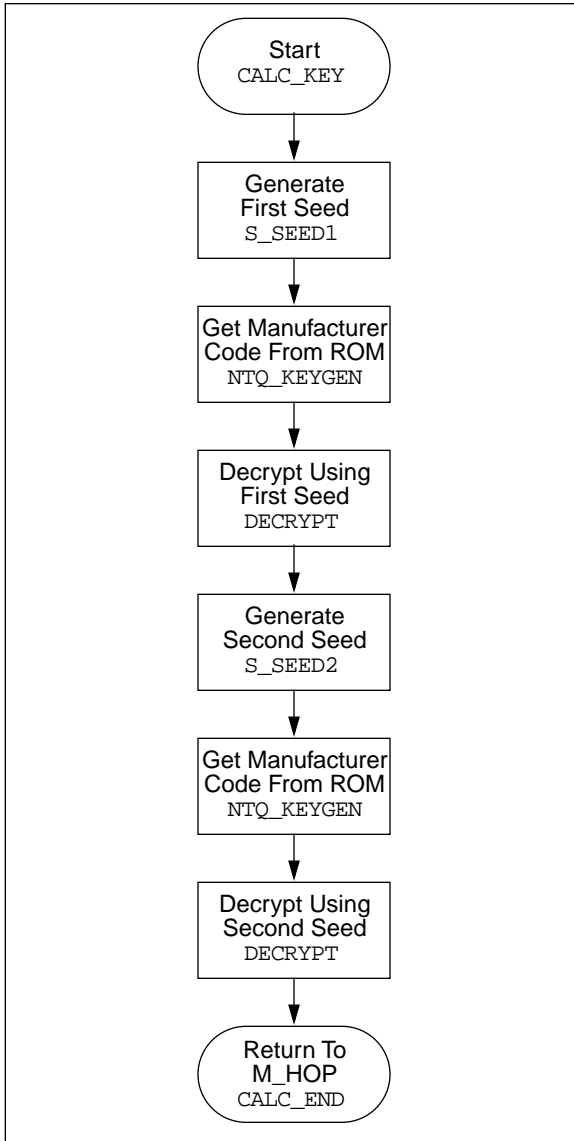 Start
CALC_KEY
Generate
First Seed
S_SEED1
Get Manufacturer
Code From ROM
NTQ_KEYGEN
Decrypt Using
First Seed
DECRYPT
Generate
Second Seed
S_SEED2
Get Manufacturer
Code From ROM
NTQ_KEYGEN
Decrypt Using
Second Seed
DECRYPT
Return To
M_HOP
CALC_END